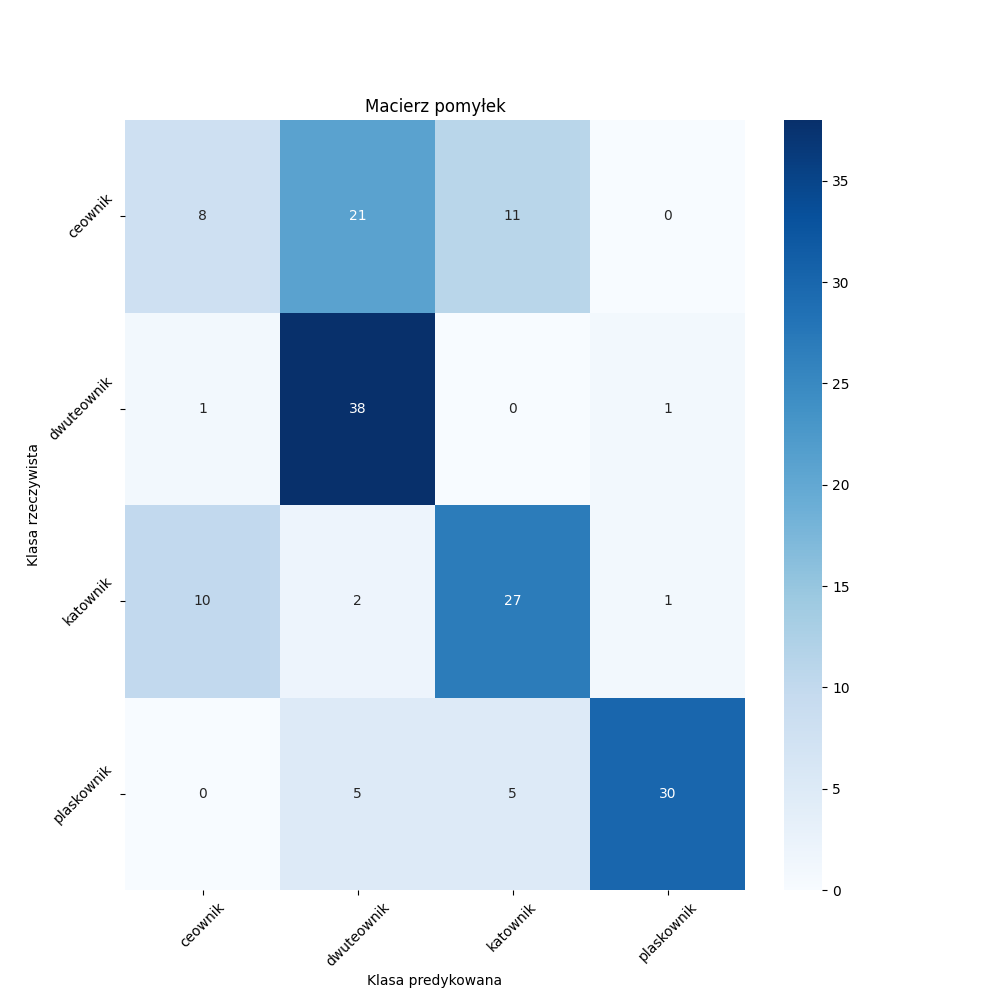 Macierz pomyłek
ceownik 8 21 11 0
dwuteownik 1 38 0 1
katownik 10 2 27 1
plaskownik 0 5 5 30
ceownik dwuteownik katownik plaskownik
Klasa predykowana
Klasa rzeczywista
35
30
25
20
15
10
5
0